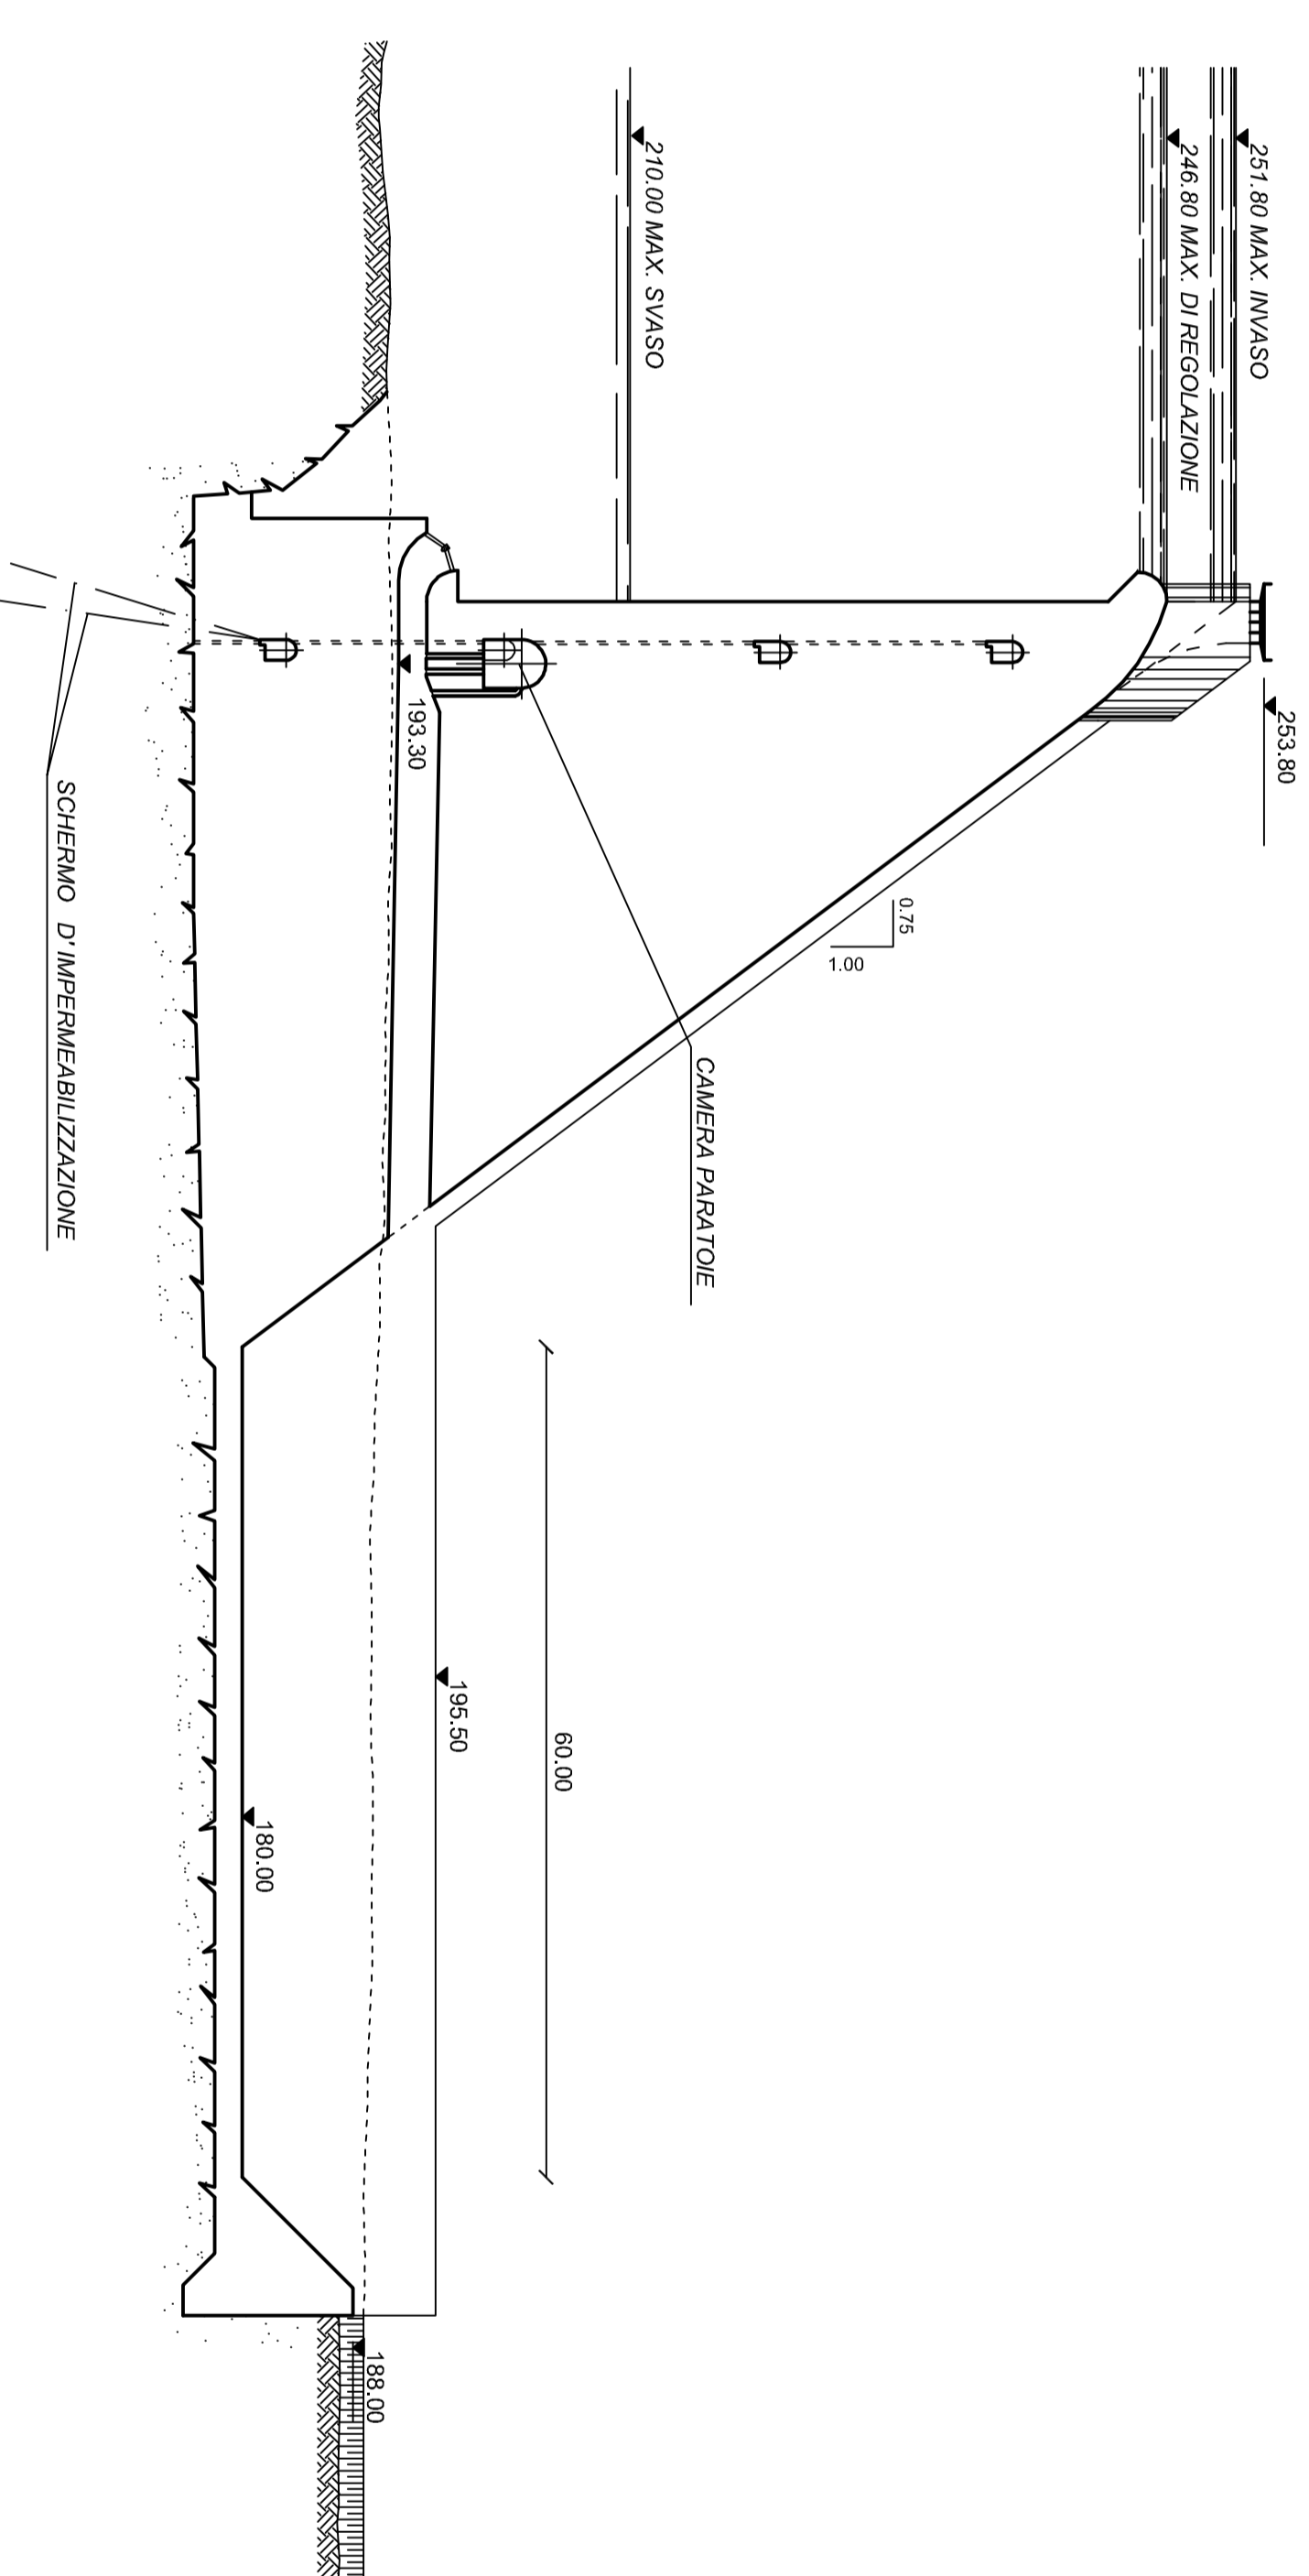 251.80 MAX. INVASO
246.80 MAX. DI REGOLAZIONE
253.80
210.00 MAX. SVASO
0.75
1.00
CAMERA PARATOIE
193.30
60.00
195.50
180.00
188.00
SCHERMO D'IMPERMEABILIZZAZIONE